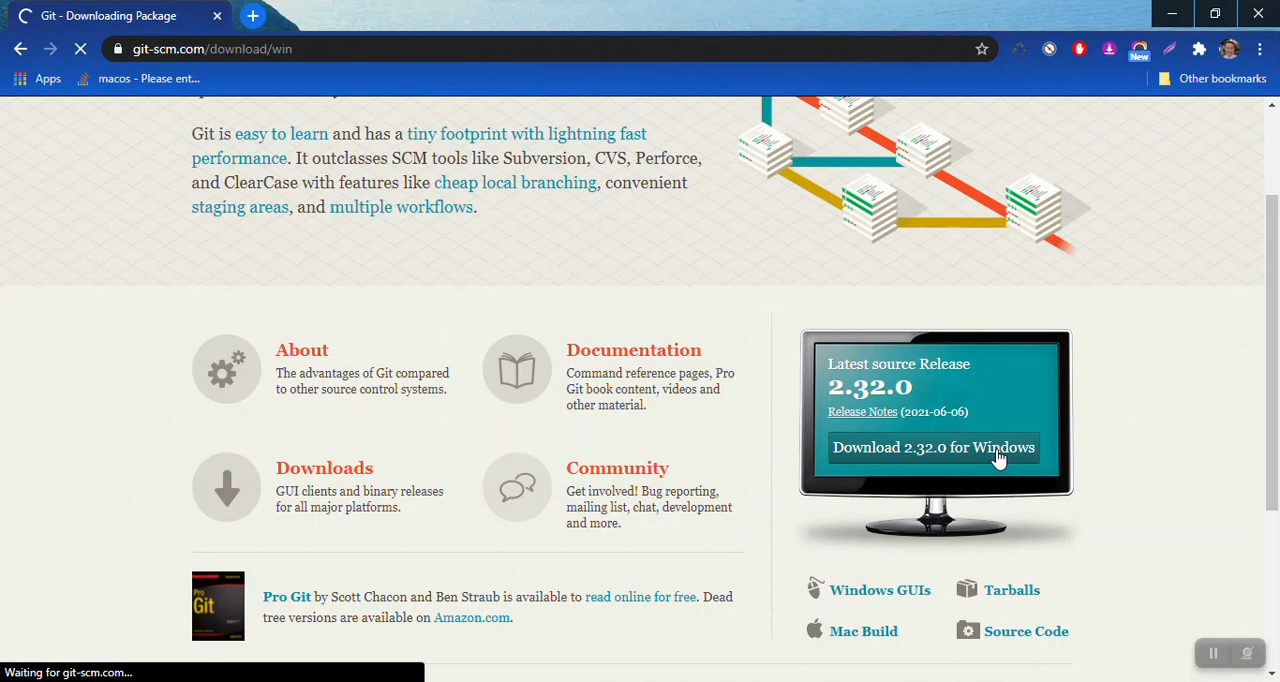 Git - Downloading Package
git-scm.com/download/win
New
Apps
macos - Please ent...
Other bookmarks
Git is easy to learn and has a tiny footprint with lightning fast
performance. It outclasses SCM tools like Subversion, CVS, Perforce,
and ClearCase with features like cheap local branching, convenient
staging areas, and multiple workflows.
About
The advantages of Git compared
to other source control systems.
Documentation
Command reference pages, Pro
Git book content, videos and
other material.
Downloads
GUI clients and binary releases
for all major platforms.
Community
Get involved! Bug reporting,
mailing list, chat, development
and more.
Latest source Release
2.32.0
Release Notes (2021-06-06)
Download 2.32.0 for Windows
Pro
Git
Pro Git by Scott Chacon and Ben Straub is available to read online for free. Dead
tree versions are available on Amazon.com.
Windows GUIs
Tarballs
Mac Build
Source Code
Waiting for git-scm.com...